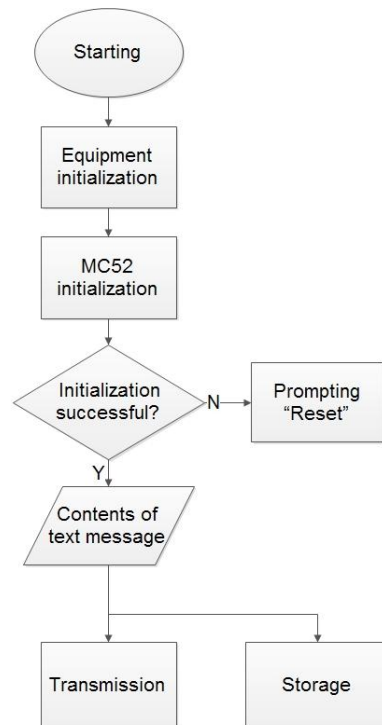 Starting
Equipment
initialization
MC52
initialization
Initialization
successful?
N
Prompting
“Reset”
Y
Contents of
text message
Transmission
Storage